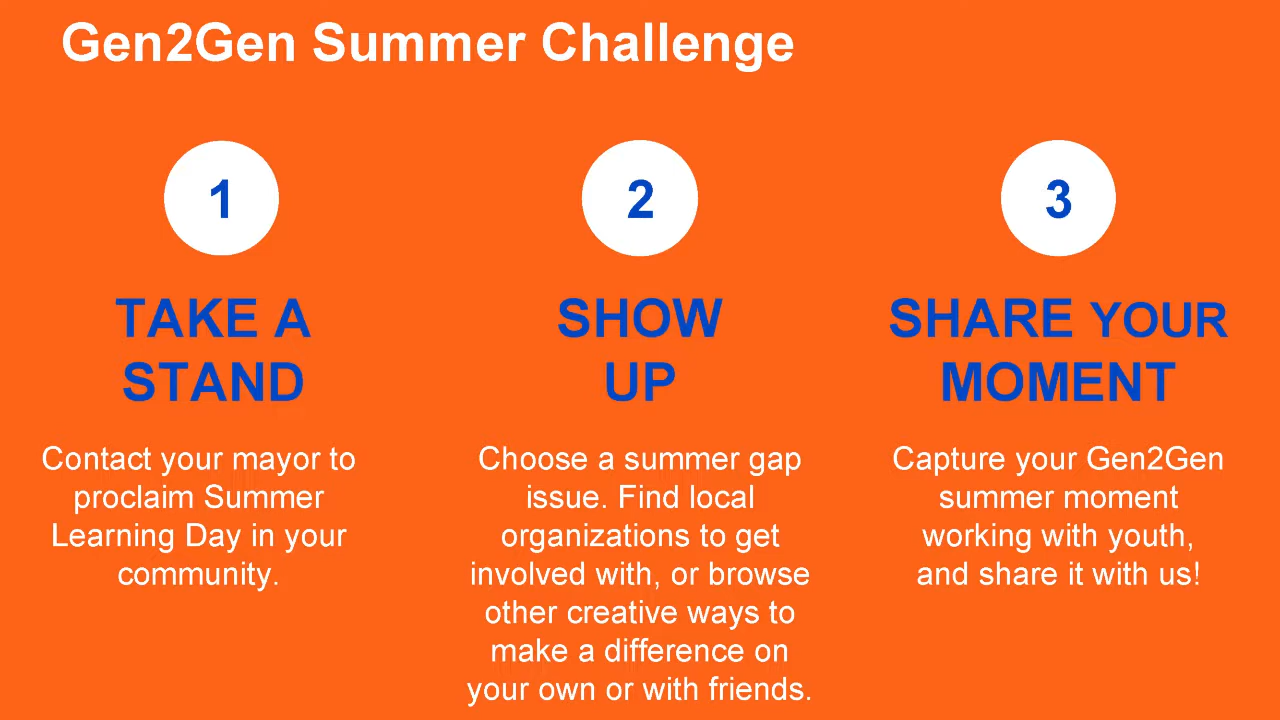 Gen2Gen Summer Challenge
1
TAKE A
STAND
Contact your mayor to
proclaim Summer
Learning Day in your
community.
2
SHOW
UP
Choose a summer gap
issue. Find local
organizations to get
involved with, or browse
other creative ways to
make a difference on
your own or with friends.
3
SHARE YOUR
MOMENT
Capture your Gen2Gen
summer moment
working with youth,
and share it with us!